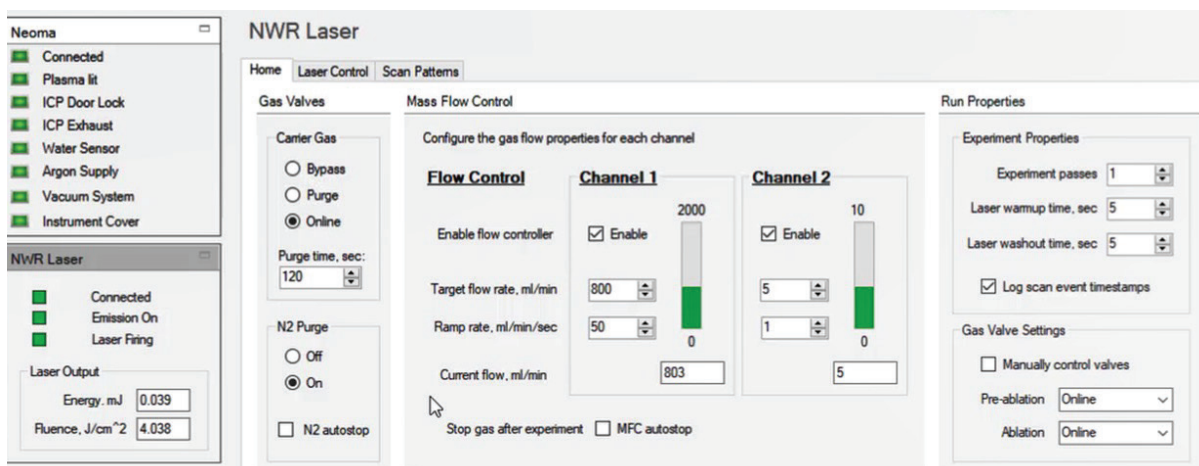 Neoma
Connected
Plasma lit
ICP Door Lock
ICP Exhaust
Water Sensor
Argon Supply
Vacuum System
Instrument Cover
NWR Laser
Connected
Emission On
Laser Firing
Laser Output
Energy. mJ 0.039
Fluence, J/cm^2 4.038
NWR Laser
Home Laser Control Scan Patterns
Gas Valves
Carrier Gas
Bypass
Purge
Online
Purge time, sec:
120
N2 Purge
Off
On
N2 autostop
Mass Flow Control
Configure the gas flow properties for each channel
Flow Control Channel 1 Channel 2
2000 10
Enable flow controller Enable Enable
Target flow rate, ml/min 800 5
Ramp rate, ml/min/sec 50 1
0 0
Current flow, ml/min 803 5
Stop gas after experiment MFC autostop
Run Properties
Experiment Properties
Experiment passes 1
Laser warmup time, sec 5
Laser washout time, sec 5
Log scan event timestamps
Gas Valve Settings
Manually control valves
Pre-ablation Online
Ablation Online